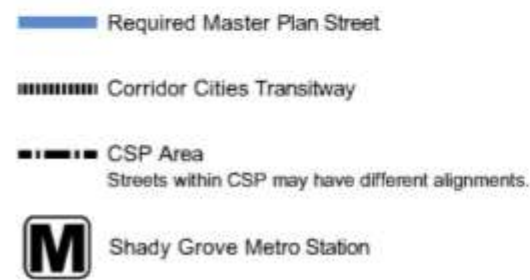 Required Master Plan Street
Corridor Cities Transitway
CSP Area
Streets within CSP may have different alignments.
M
Shady Grove Metro Station